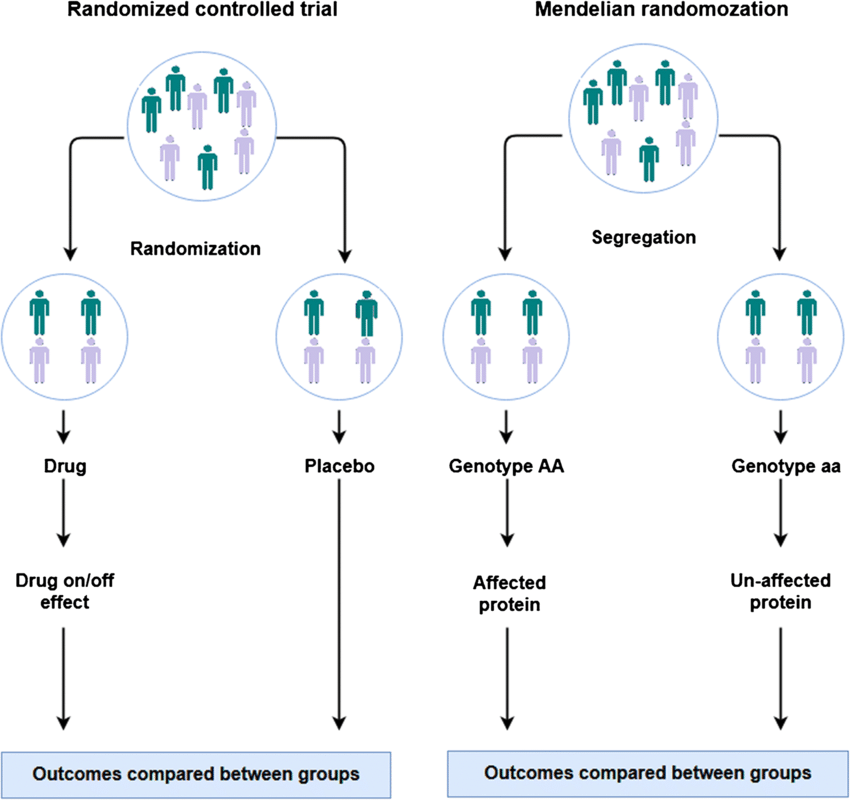 Randomized controlled trial
Mendelian randomozation
Randomization
Segregation
Drug
Placebo
Genotype AA
Genotype aa
Drug on/off
effect
Affected
protein
Un-affected
protein
Outcomes compared between groups
Outcomes compared between groups